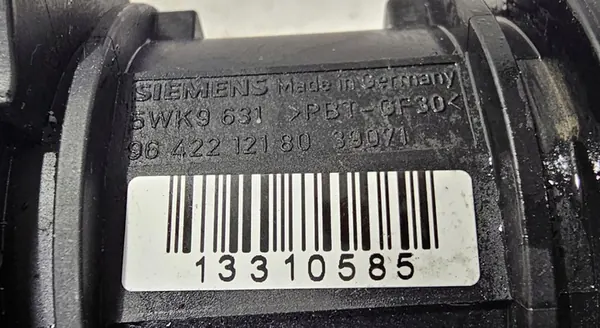 SIEMENS Made in Germany
5WK9 631 >PBT-GF30<
96 422 121 80 39071
13310585